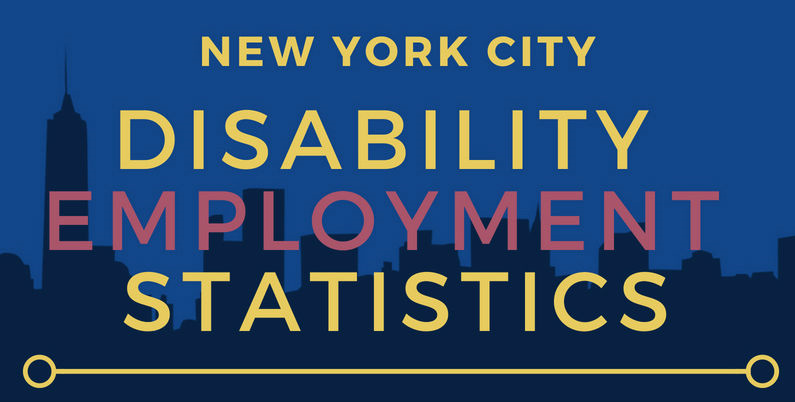 NEW YORK CITY
DISABILITY
EMPLOYMENT
STATISTICS